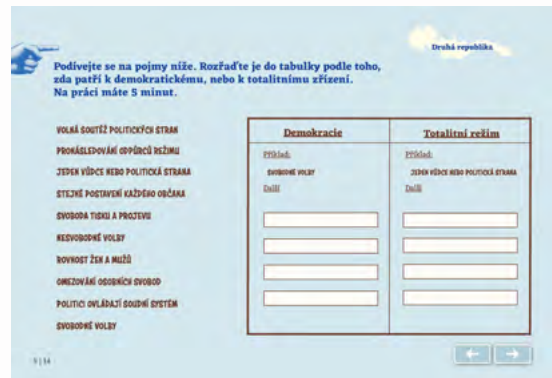 Druhá republika
Podívejte se na pojmy níže. Rozřaďte je do tabulky podle toho,
zda patří k demokratickému, nebo k totalitnímu zřízení.
Na práci máte 5 minut.
VOLNÁ SOUTĚŽ POLITICKÝCH STRAN
PRONÁSLEDOVÁNÍ ODPŮRCŮ REŽIMU
JEDEN VŮDCE NEBO POLITICKÁ STRANA
STEJNÉ POSTAVENÍ KAŽDÉHO OBČANA
SVOBODA TISKU A PROJEVU
NESVOBODNÉ VOLBY
ROVNOST ŽEN A MUŽŮ
OMEZOVÁNÍ OSOBNÍCH SVOBOD
POLITICI OVLÁDAJÍ SOUDNÍ SYSTÉM
SVOBODNÉ VOLBY
Demokracie
Příklad:
SVOBODNÉ VOLBY
Další
Totalitní režim
Příklad:
JEDEN VŮDCE NEBO POLITICKÁ STRANA
Další